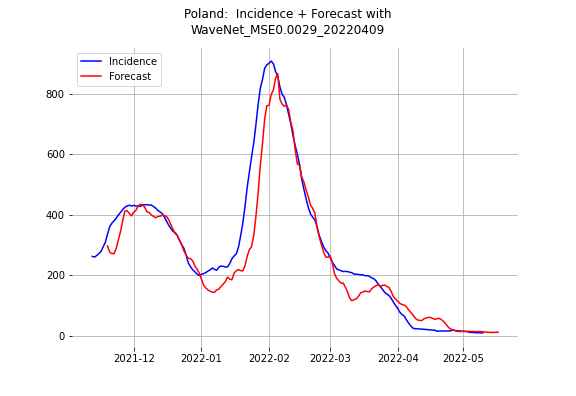 Poland:  Incidence + Forecast with
WaveNet_MSE0.0029_20220409
Incidence
Forecast
800
600
400
200
0
2021-12 2022-01 2022-02 2022-03 2022-04 2022-05